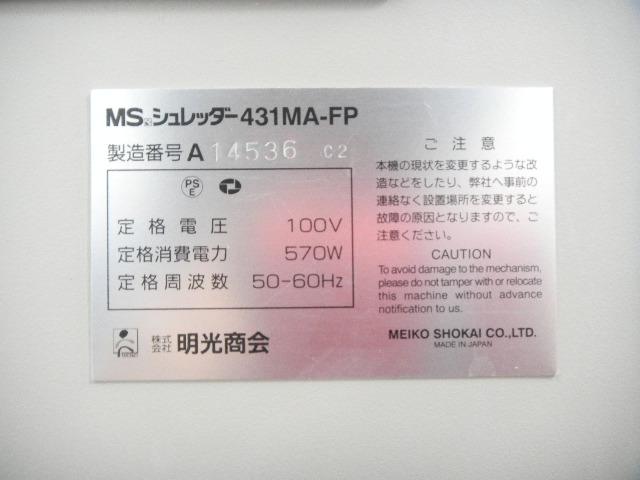 MSシュレッダー431MA-FP
製造番号 A 14536 C2
PS
E
定格電圧 100V
定格消費電力 570W
定格周波数 50-60Hz
株式会社 明光商会
ご注意
本機の現状を変更するような改
造などをしたり、弊社へ事前の
連絡なく設置場所を変更すると
故障の原因となりますので、ご
注意ください。
CAUTION
To avoid damage to the mechanism,
please do not tamper with or relocate
this machine without advance
notification to us.
MEIKO SHOKAI CO.,LTD.
MADE IN JAPAN